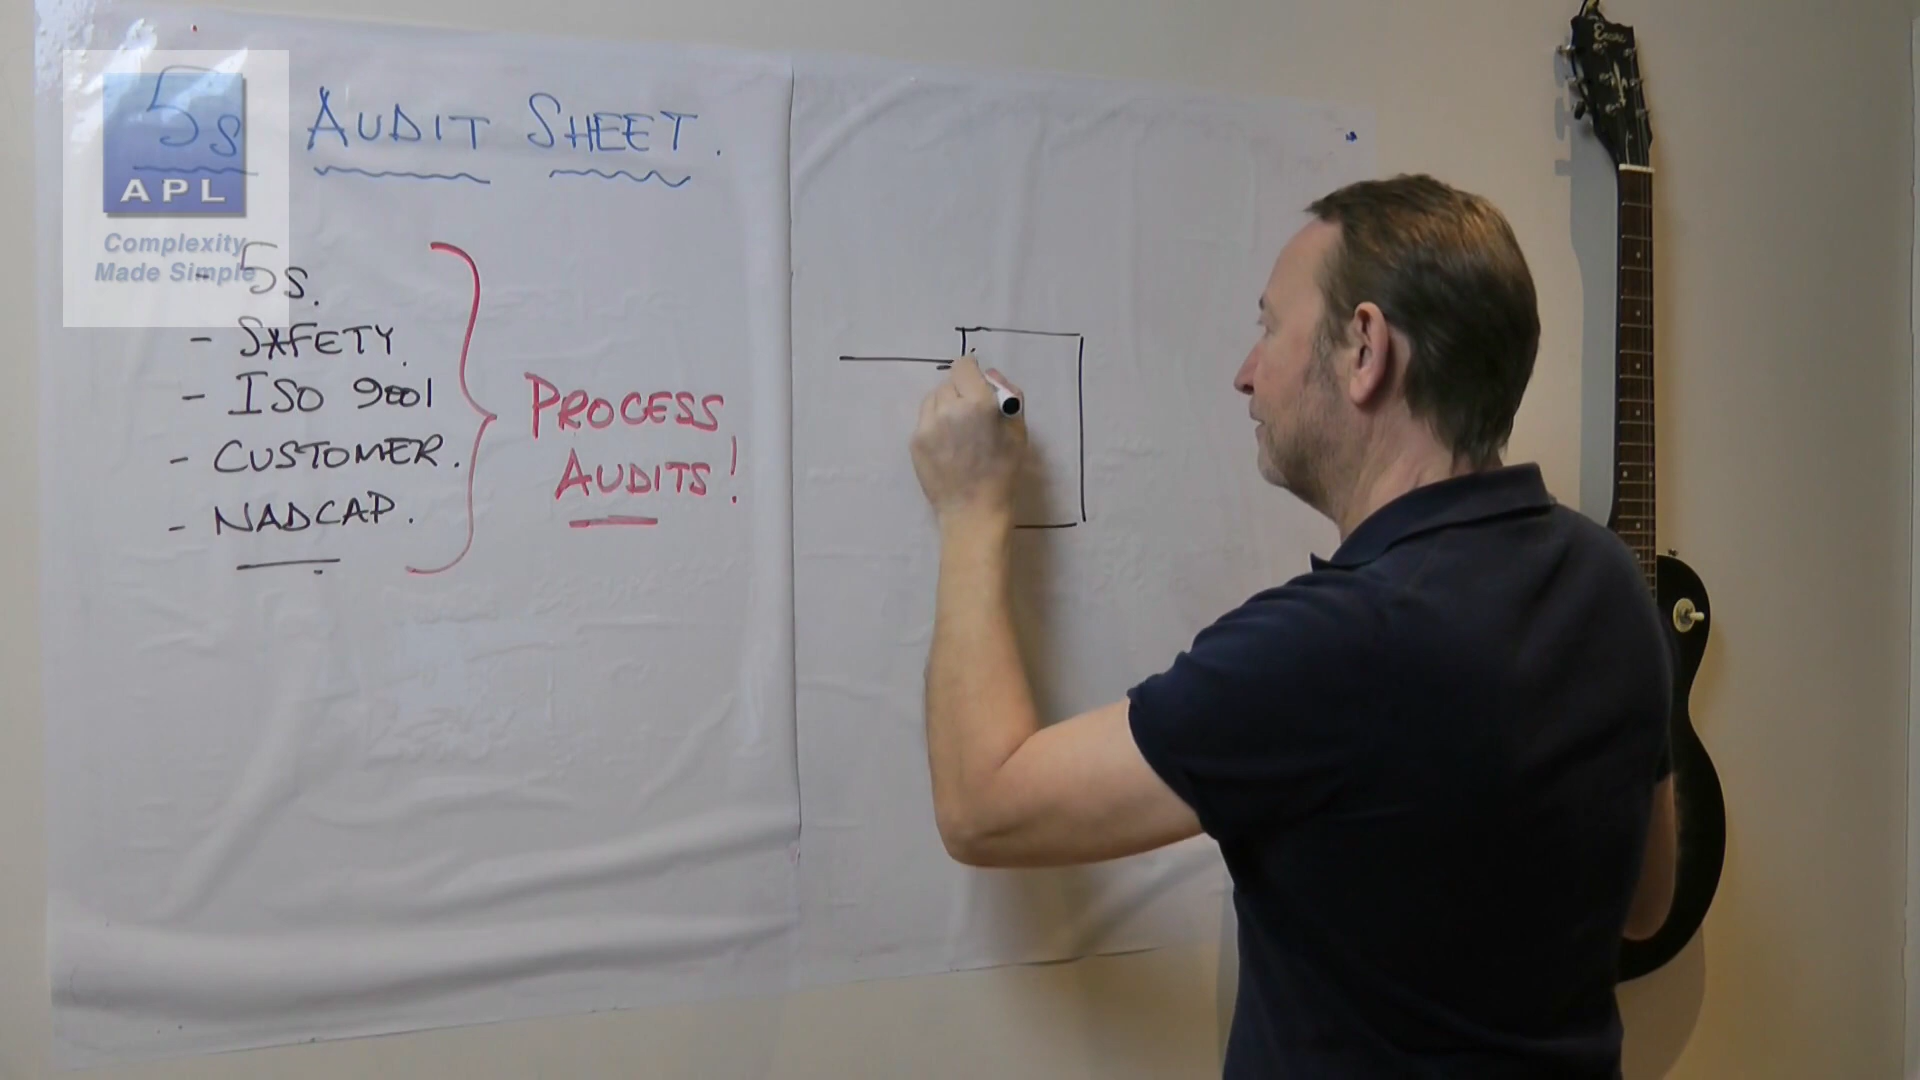 5s AUDIT SHEET.
APL
Complexity
Made Simple
- 5s.
- SAFETY.
- ISO 9001
- CUSTOMER.
- NADCAP.
PROCESS
AUDITS!